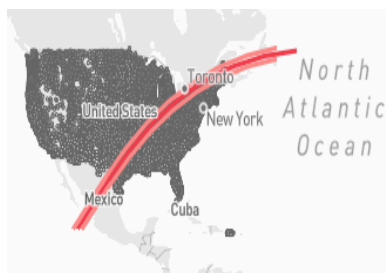 Toronto
United States
New York
North
Atlantic
Ocean
Mexico
Cuba